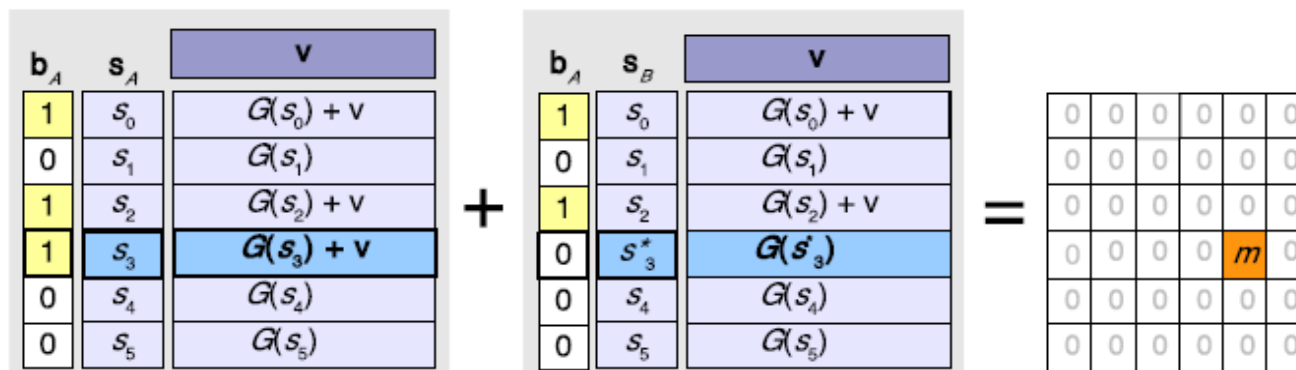 v v
b_A s_A b_A s_B
1 s_0 G(s_0) + v 1 s_0 G(s_0) + v 0 0 0 0 0 0
0 s_1 G(s_1) 0 s_1 G(s_1) 0 0 0 0 0 0
1 s_2 G(s_2) + v + 1 s_2 G(s_2) + v = 0 0 0 0 0 0
1 s_3 G(s_3) + v 0 s*_3 G(s*_3) 0 0 0 0 m 0
0 s_4 G(s_4) 0 s_4 G(s_4) 0 0 0 0 0 0
0 s_5 G(s_5) 0 s_5 G(s_5) 0 0 0 0 0 0